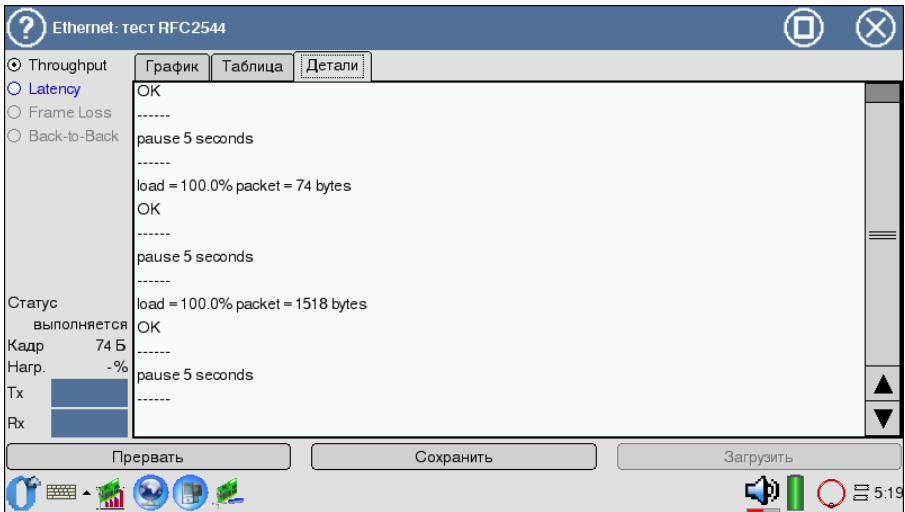 Ethernet: тест RFC2544
Throughput
Latency
Frame Loss
Back-to-Back
График Таблица Детали
OK
------
pause 5 seconds
------
load = 100.0% packet = 74 bytes
OK
------
pause 5 seconds
------
load = 100.0% packet = 1518 bytes
OK
------
pause 5 seconds
------
Статус
выполняется
Кадр 74 Б
Нагр. -%
Tx
Rx
Прервать Сохранить Загрузить
5:19